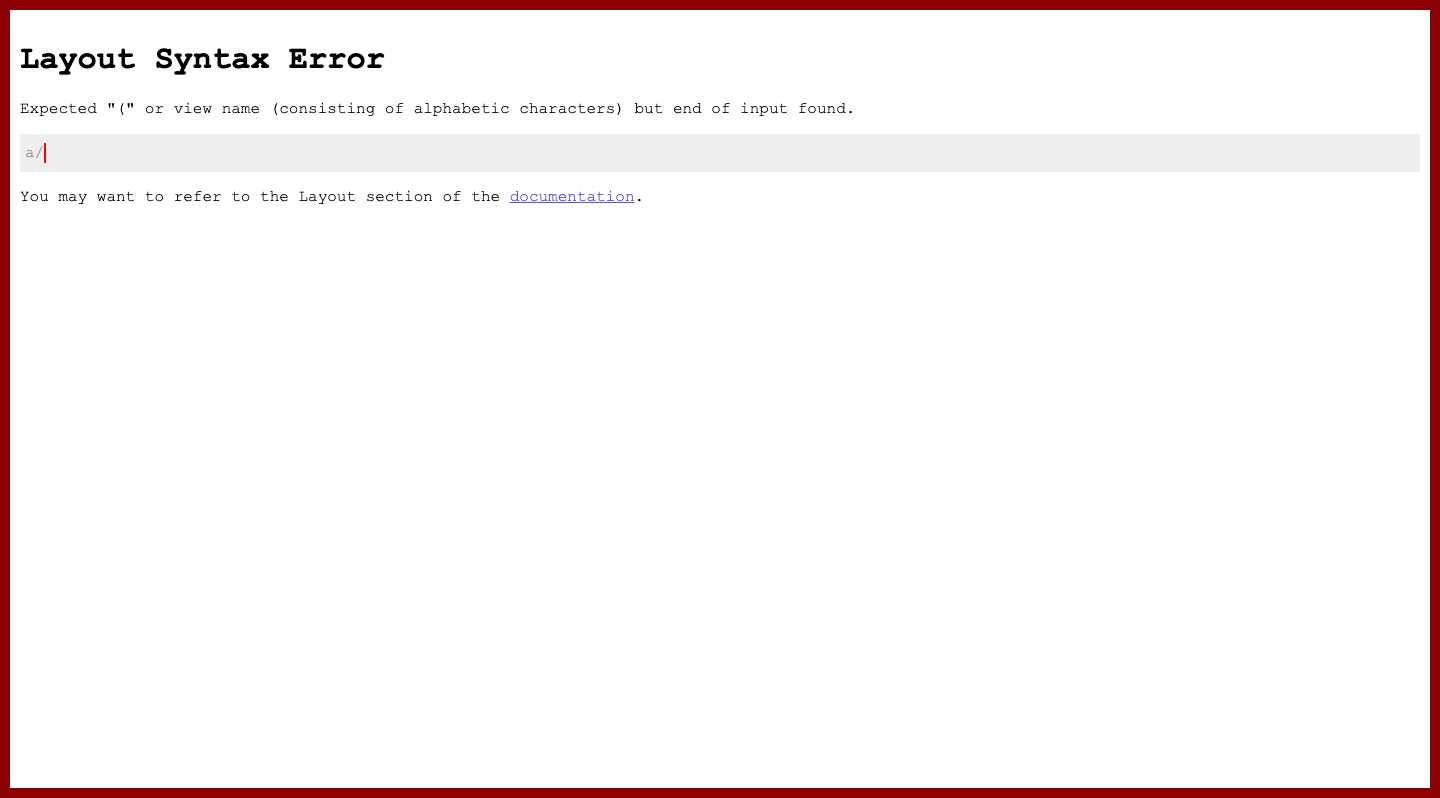 Layout Syntax Error
Expected "(" or view name (consisting of alphabetic characters) but end of input found.
a/
You may want to refer to the Layout section of the documentation.